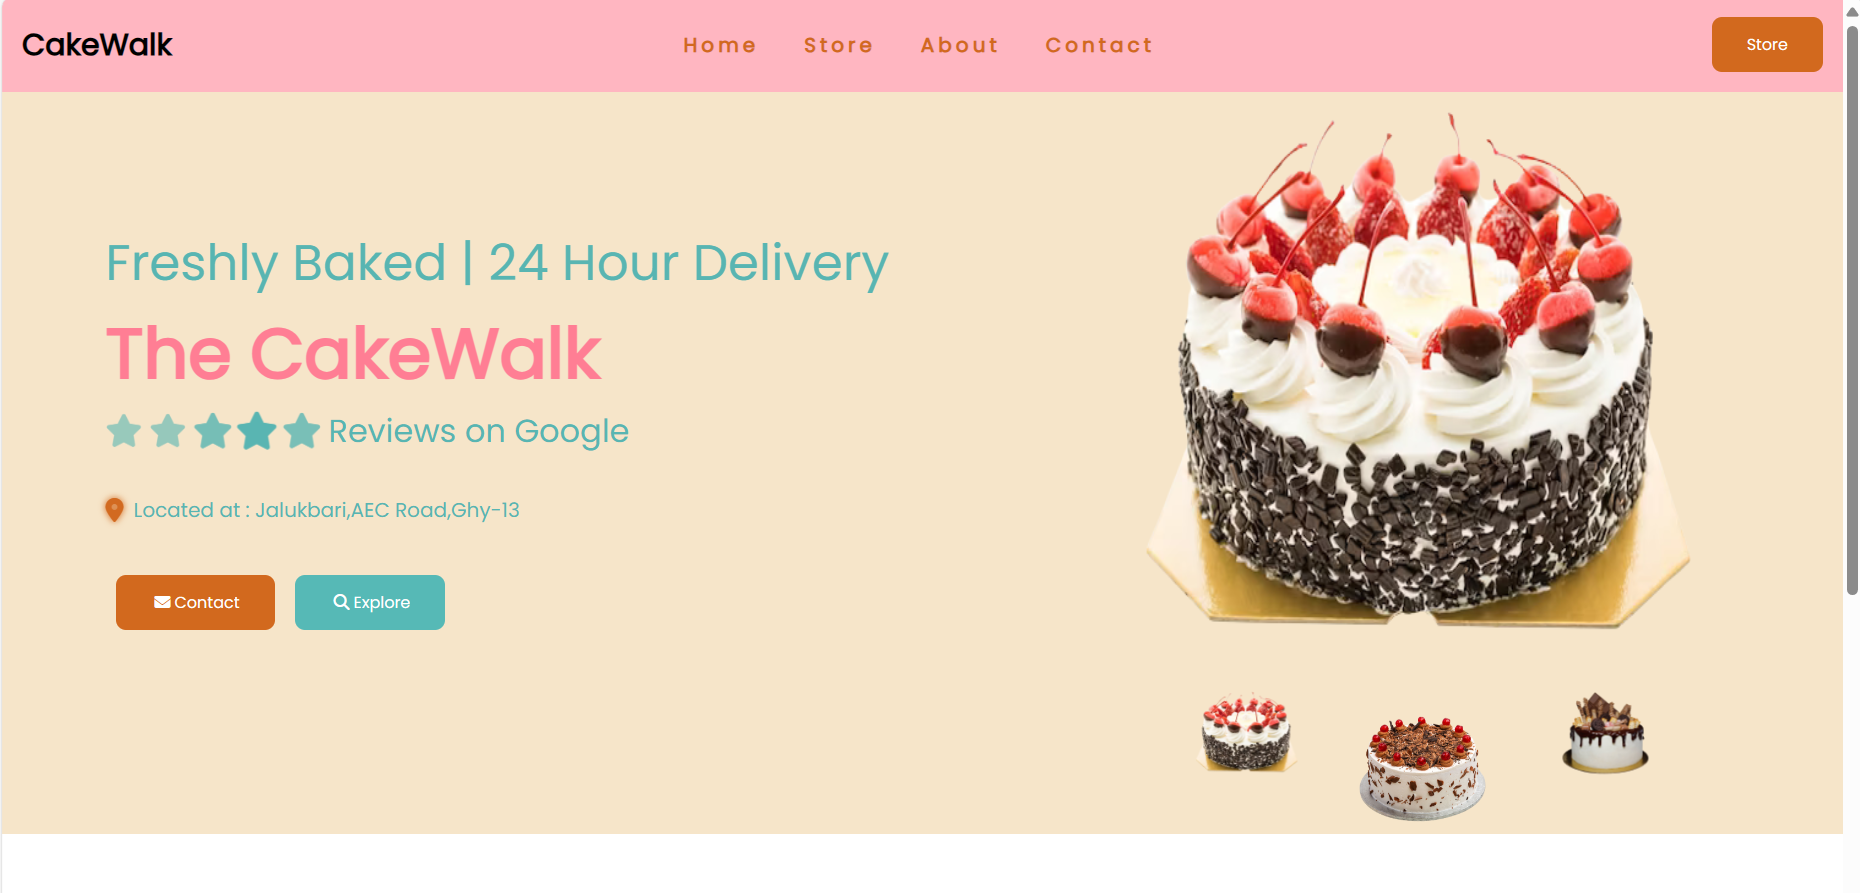 CakeWalk
Home Store About Contact
Store
Freshly Baked | 24 Hour Delivery
The CakeWalk
Reviews on Google
Located at : Jalukbari,AEC Road,Ghy-13
Contact
Explore